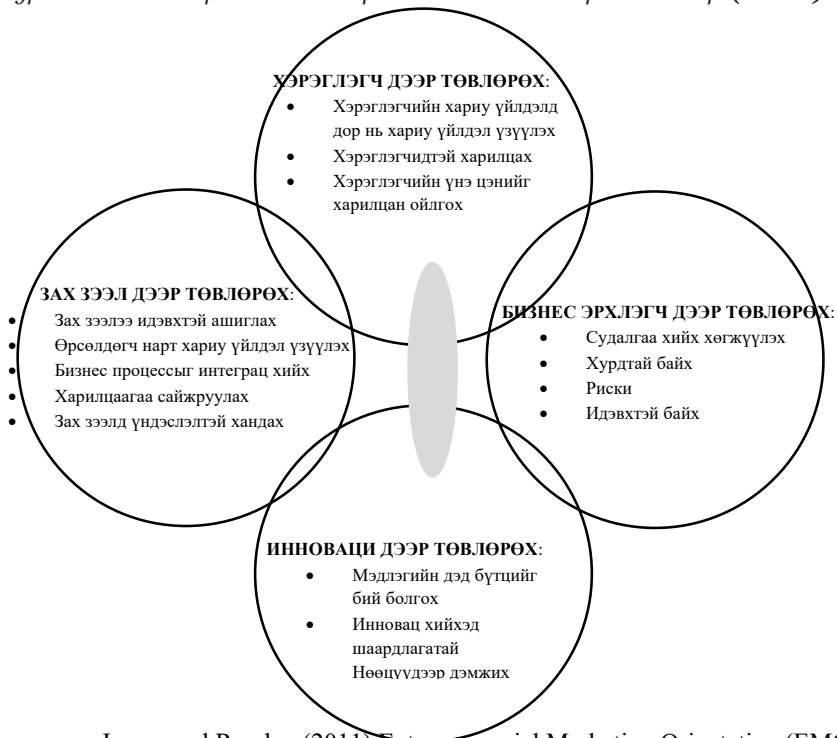 ХЭРЭГЛЭГЧ ДЭЭР ТӨВЛӨРӨХ:
• Хэрэглэгчийн хариу үйлдэлд
дор нь хариу үйлдэл үзүүлэх
• Хэрэглэгчидтэй харилцах
• Хэрэглэгчийн үнэ цэнийг
харилцан ойлгох
ЗАХ ЗЭЭЛ ДЭЭР ТӨВЛӨРӨХ:
• Зах зээлээ идэвхтэй ашиглах
• Өрсөлдөгч нарт хариу үйлдэл үзүүлэх
• Бизнес процессыг интеграц хийх
• Харилцаагаа сайжруулах
• Зах зээлд үндэслэлтэй хандах
БИЗНЕС ЭРХЛЭГЧ ДЭЭР ТӨВЛӨРӨХ:
• Судалгаа хийх хөгжүүлэх
• Хурдтай байх
• Риски
• Идэвхтэй байх
ИННОВАЦИ ДЭЭР ТӨВЛӨРӨХ:
• Мэдлэгийн дэд бүтцийг
бий болгох
• Инновац хийхэд
шаардлагатай
Нөөцүүдээр дэмжих
(2011) Marketing Orientation